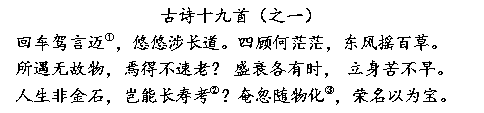 古诗十九首（之一）
回车驾言迈①，悠悠涉长道。四顾何茫茫，东风摇百草。
所遇无故物，焉得不速老？盛衰各有时，立身苦不早。
人生非金石，岂能长寿考②？奄忽随物化③，荣名以为宝。